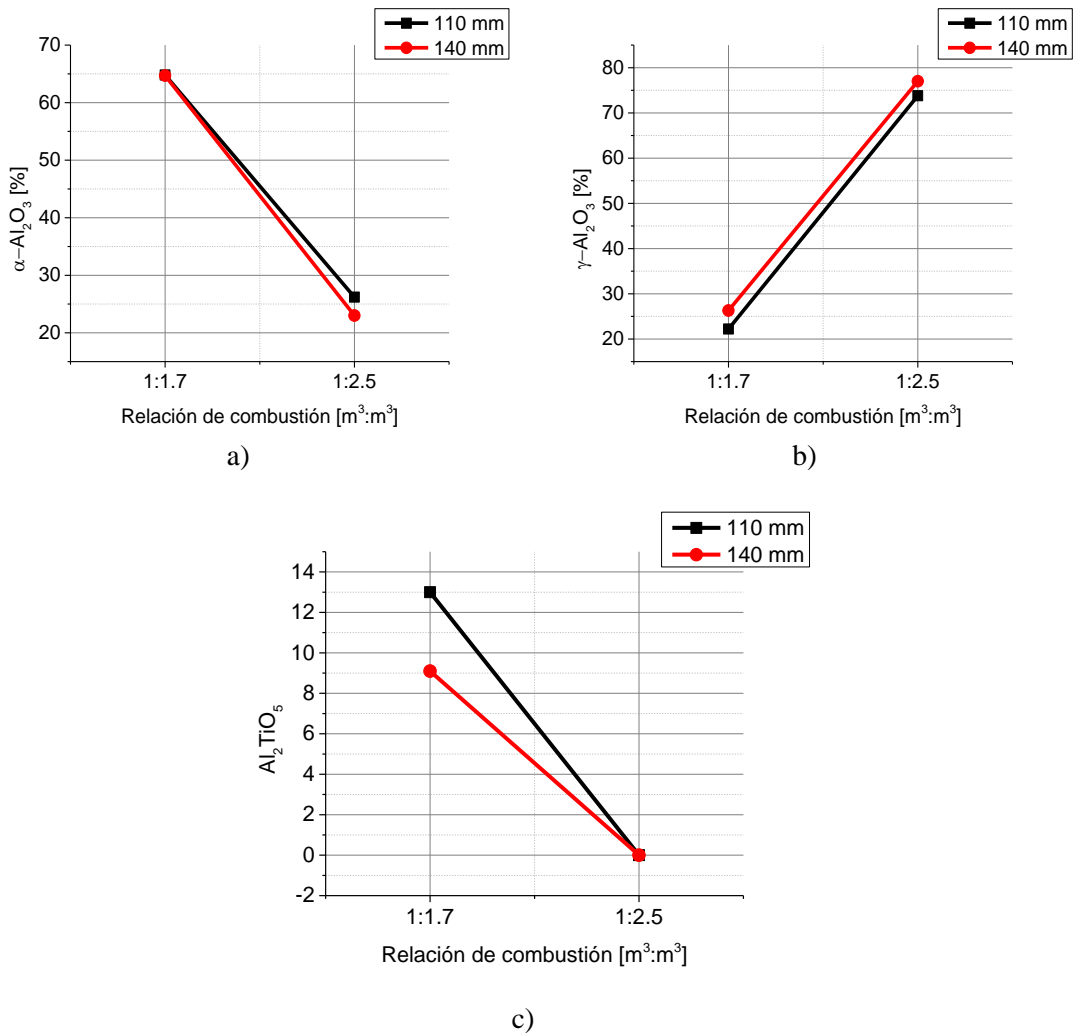 110 mm
140 mm
70
60
50
40
30
20
α−Al₂O₃ [%]
1:1.7
1:2.5
Relación de combustión [m³:m³]
a)
110 mm
140 mm
80
70
60
50
40
30
20
γ−Al₂O₃ [%]
1:1.7
1:2.5
Relación de combustión [m³:m³]
b)
110 mm
140 mm
14
12
10
8
6
4
2
0
-2
Al₂TiO₅
1:1.7
1:2.5
Relación de combustión [m³:m³]
c)